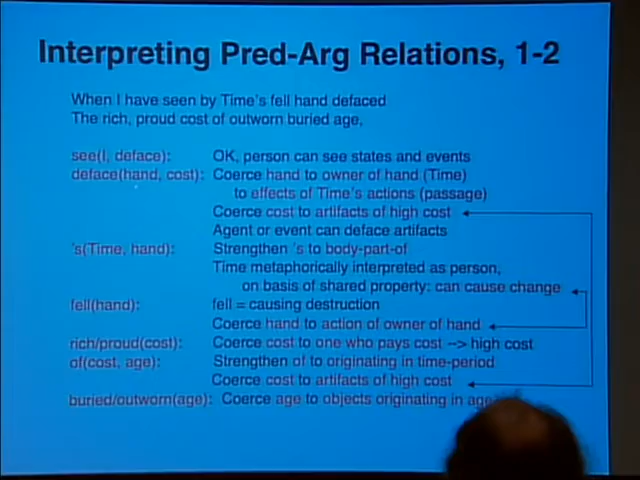 Interpreting Pred-Arg Relations, 1-2
When I have seen by Time's fell hand defaced
The rich, proud cost of outworn buried age,
see(I, deface): OK, person can see states and events
deface(hand, cost): Coerce hand to owner of hand (Time)
to effects of Time's actions (passage)
Coerce cost to artifacts of high cost
Agent or event can deface artifacts
's(Time, hand): Strengthen 's to body-part-of
Time metaphorically interpreted as person,
on basis of shared property: can cause change
fell(hand): fell = causing destruction
Coerce hand to action of owner of hand
rich/proud(cost): Coerce cost to one who pays cost --> high cost
of(cost, age): Strengthen of to originating in time-period
Coerce cost to artifacts of high cost
buried/outworn(age): Coerce age to objects originating in age